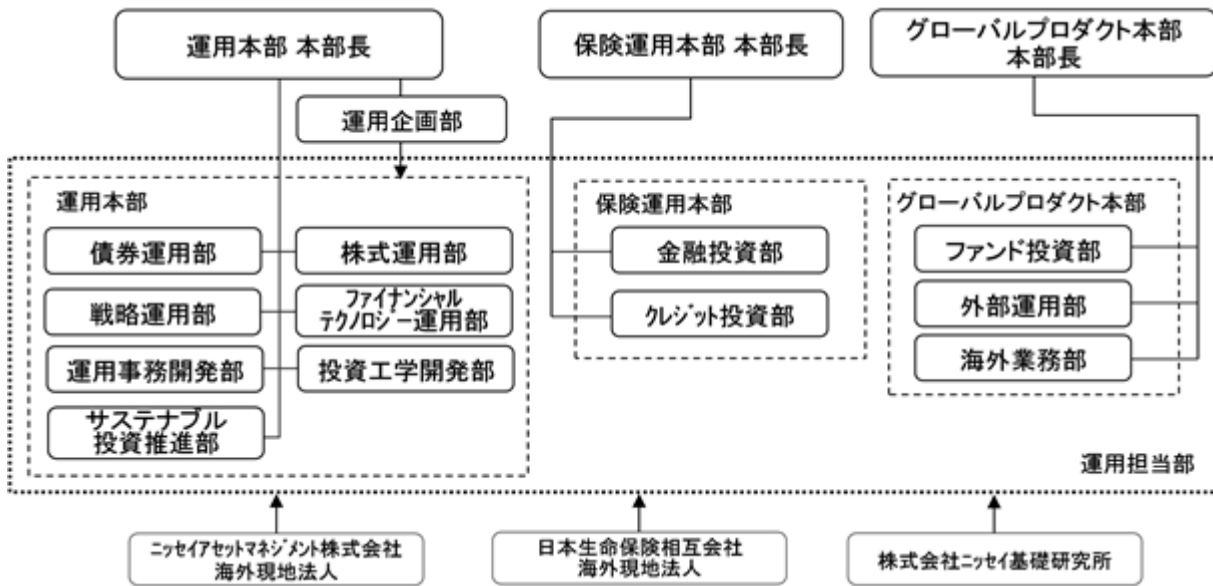 運用本部 本部長
保険運用本部 本部長
グローバルプロダクト本部
本部長
運用企画部
運用本部
債券運用部
株式運用部
戦略運用部
ファイナンシャル
テクノロジー運用部
運用事務開発部
投資工学開発部
サステナブル
投資推進部
保険運用本部
金融投資部
クレジット投資部
グローバルプロダクト本部
ファンド投資部
外部運用部
海外業務部
運用担当部
ニッセイアセットマネジメント株式会社
海外現地法人
日本生命保険相互会社
海外現地法人
株式会社ニッセイ基礎研究所